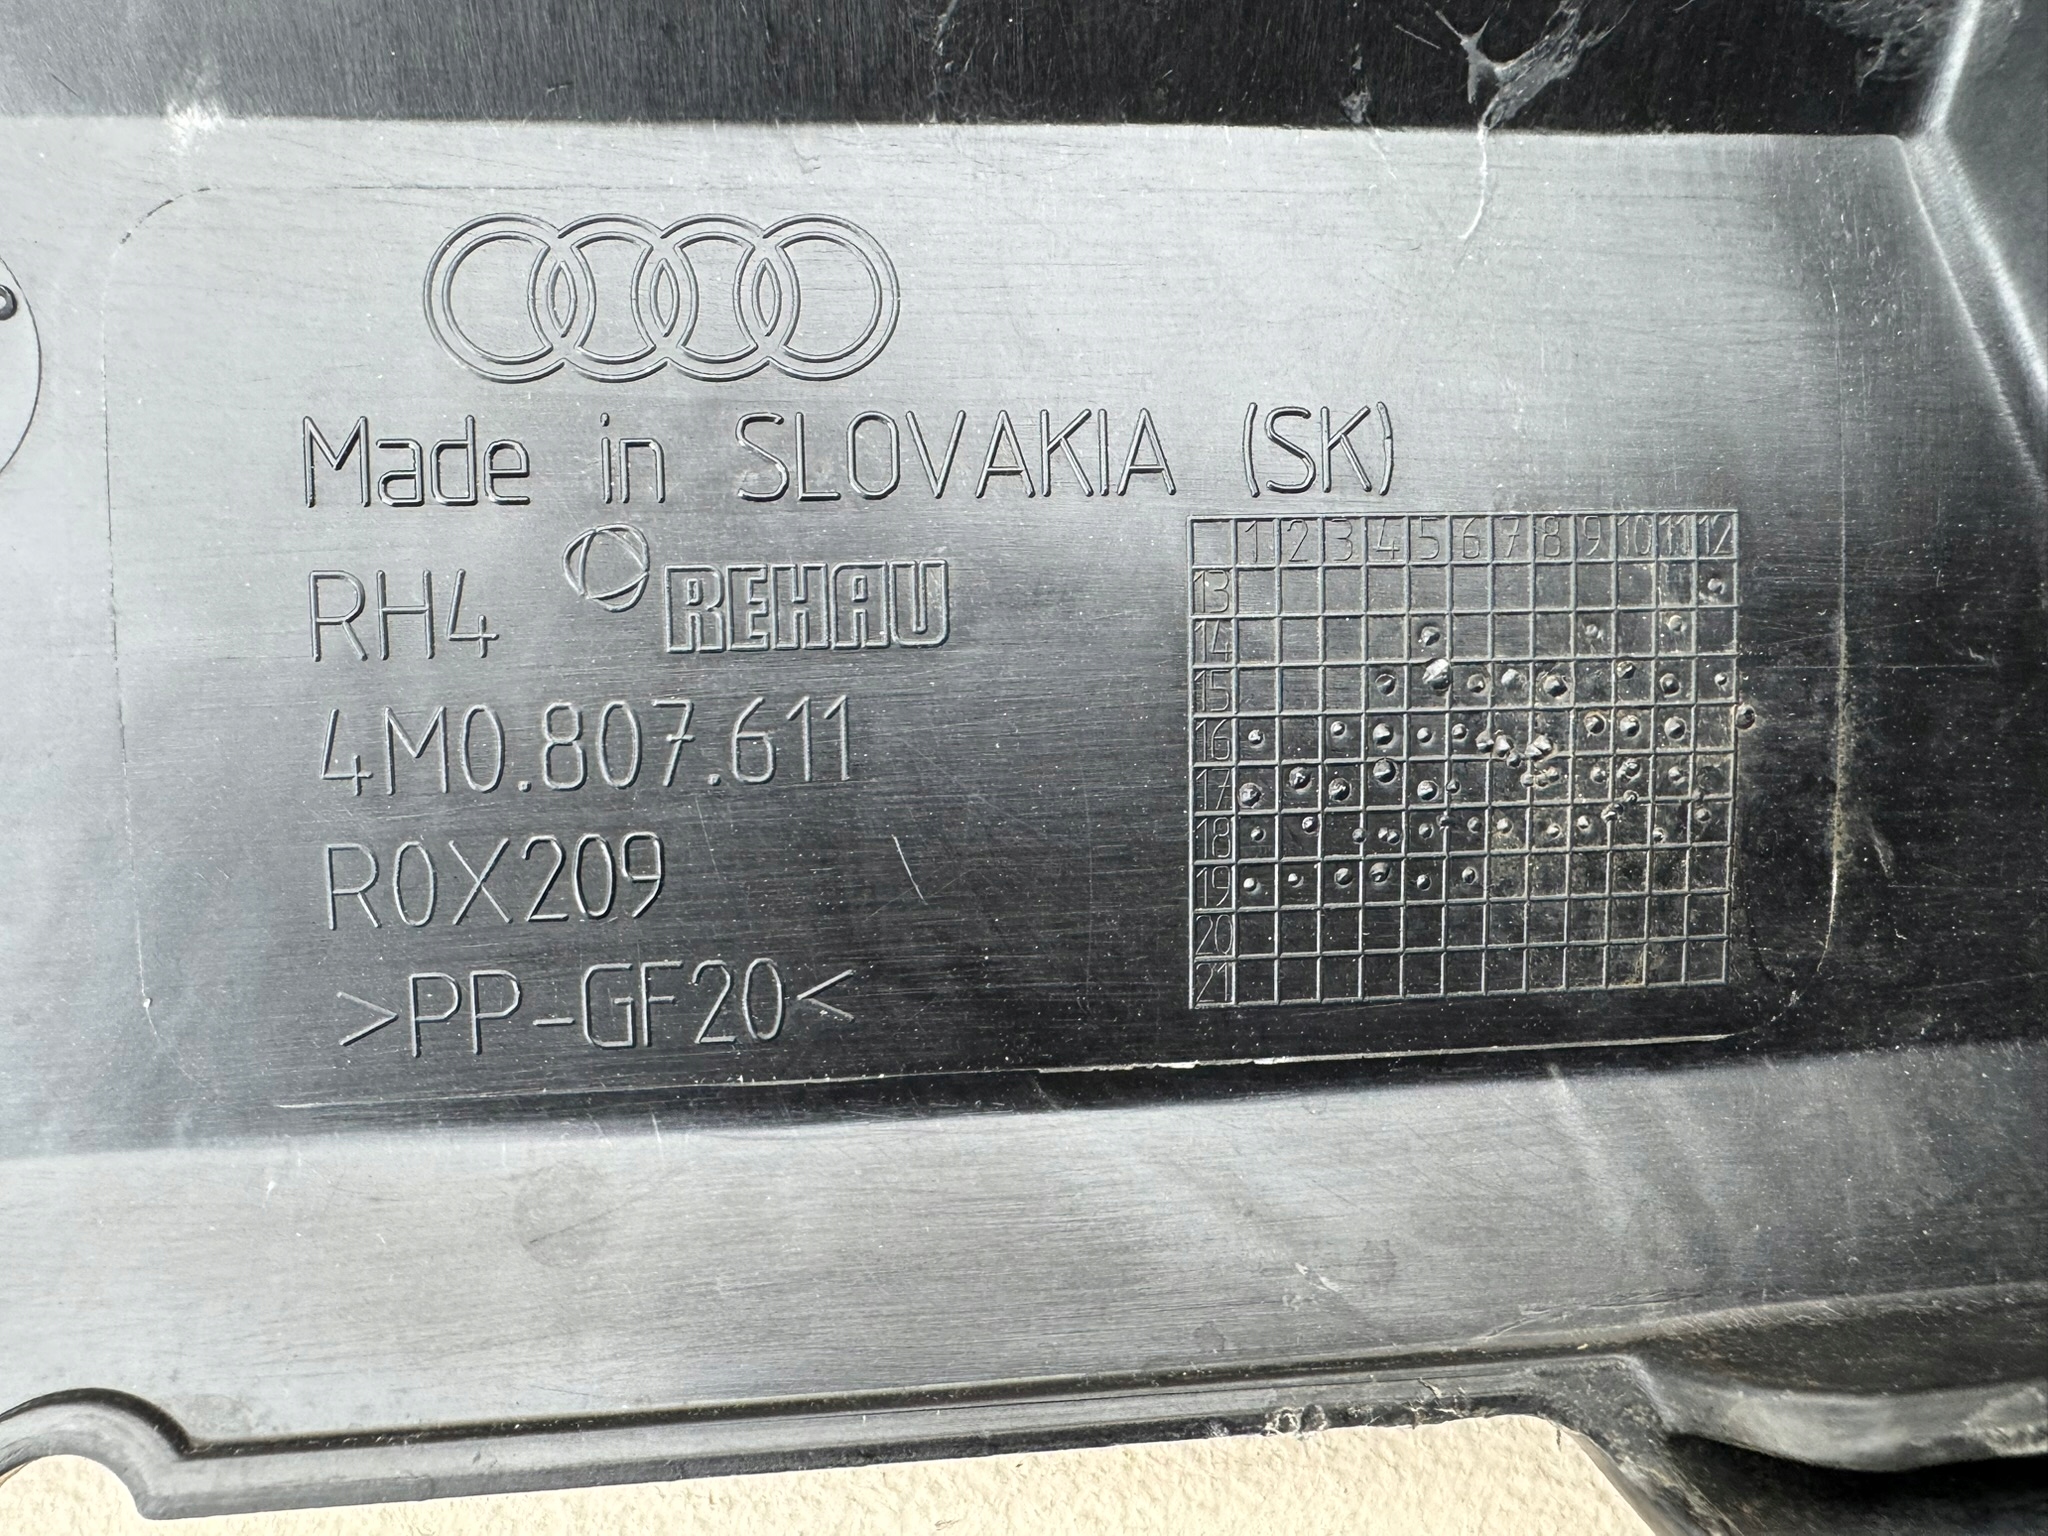 Made in SLOVAKIA (SK)
RH4 REHAU
4M0.807.611
R0X209
>PP-GF20<
1 2 3 4 5 6 7 8 9 10 11 12
13
14
15
16
17
18
19
20
21